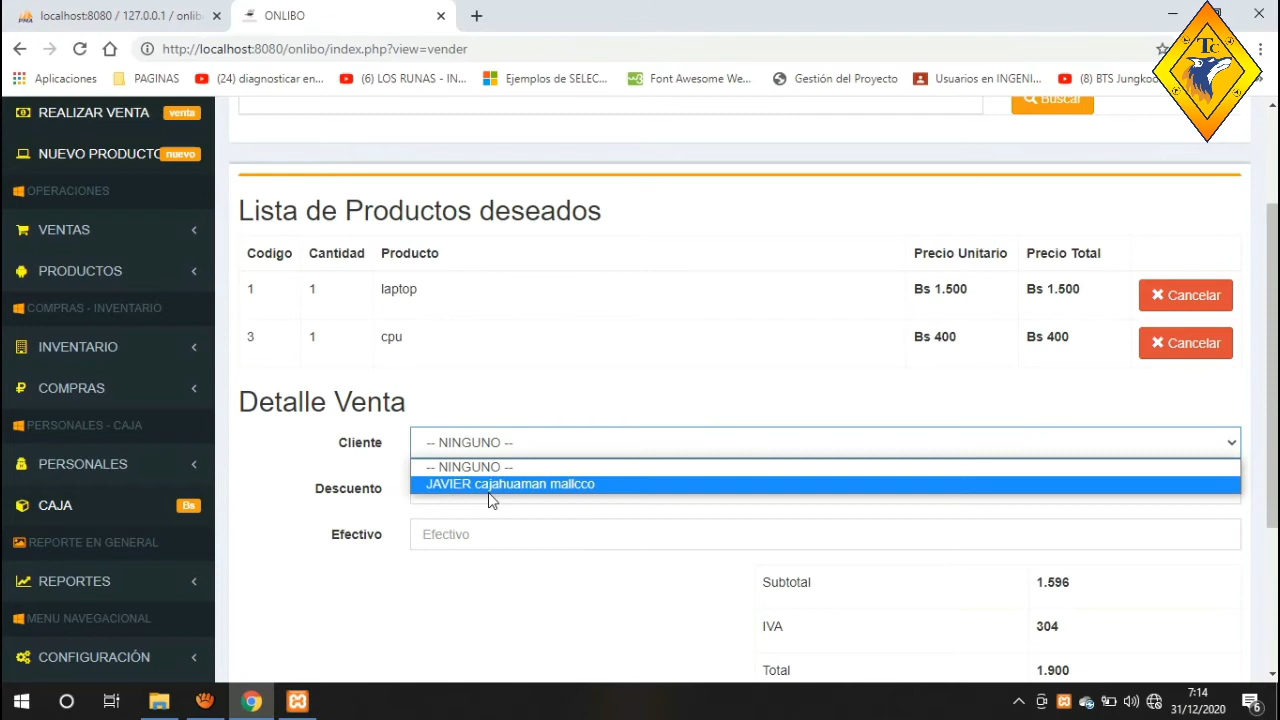 localhost:8080 / 127.0.0.1 / onlib
ONLIBO
http://localhost:8080/onlibo/index.php?view=vender
Aplicaciones
PAGINAS
(24) diagnosticar en...
(6) LOS RUNAS - IN...
Ejemplos de SELEC...
Font Awesome We...
Gestión del Proyecto
Usuarios en INGENI...
(8) BTS Jungkoo
TC
REALIZAR VENTA venta
Buscar
NUEVO PRODUCTO nuevo
OPERACIONES
VENTAS
PRODUCTOS
COMPRAS - INVENTARIO
INVENTARIO
COMPRAS
PERSONALES - CAJA
PERSONALES
CAJA Bs
REPORTE EN GENERAL
REPORTES
MENU NAVEGACIONAL
CONFIGURACIÓN
Lista de Productos deseados
Codigo Cantidad Producto Precio Unitario Precio Total
1 1 laptop Bs 1.500 Bs 1.500 Cancelar
3 1 cpu Bs 400 Bs 400 Cancelar
Detalle Venta
Cliente -- NINGUNO --
-- NINGUNO --
JAVIER cajahuaman mallcco
Descuento
Efectivo Efectivo
Subtotal 1.596
IVA 304
Total 1.900
7:14
31/12/2020
6